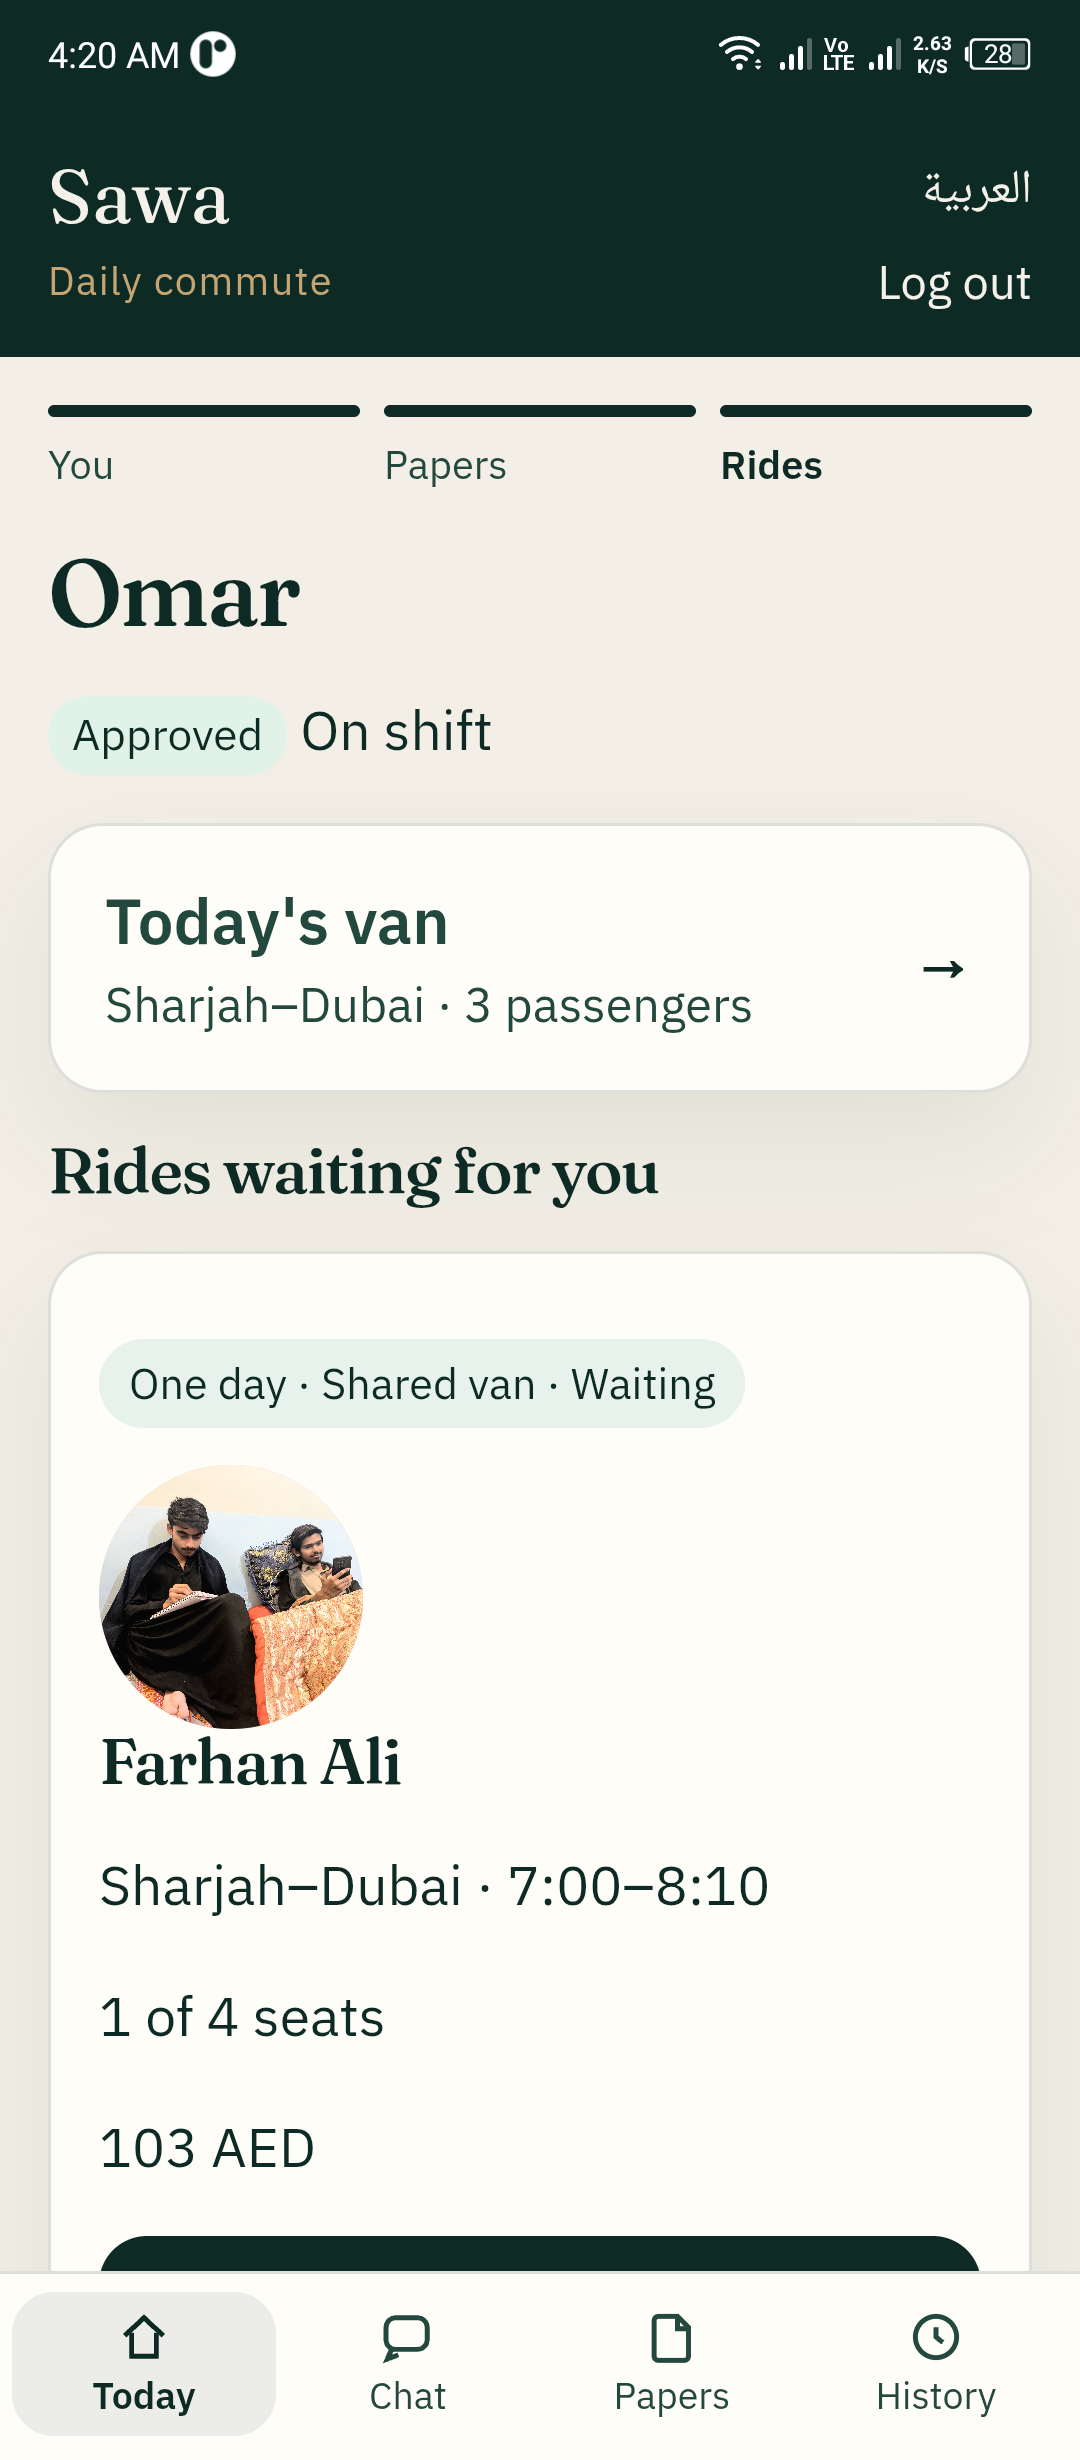 4:20 AM
Vo LTE
2.63 K/S
28
Sawa
العربية
Daily commute
Log out
You
Papers
Rides
Omar
Approved
On shift
Today's van
→
Sharjah–Dubai · 3 passengers
Rides waiting for you
One day · Shared van · Waiting
Farhan Ali
Sharjah–Dubai · 7:00–8:10
1 of 4 seats
103 AED
Today
Chat
Papers
History